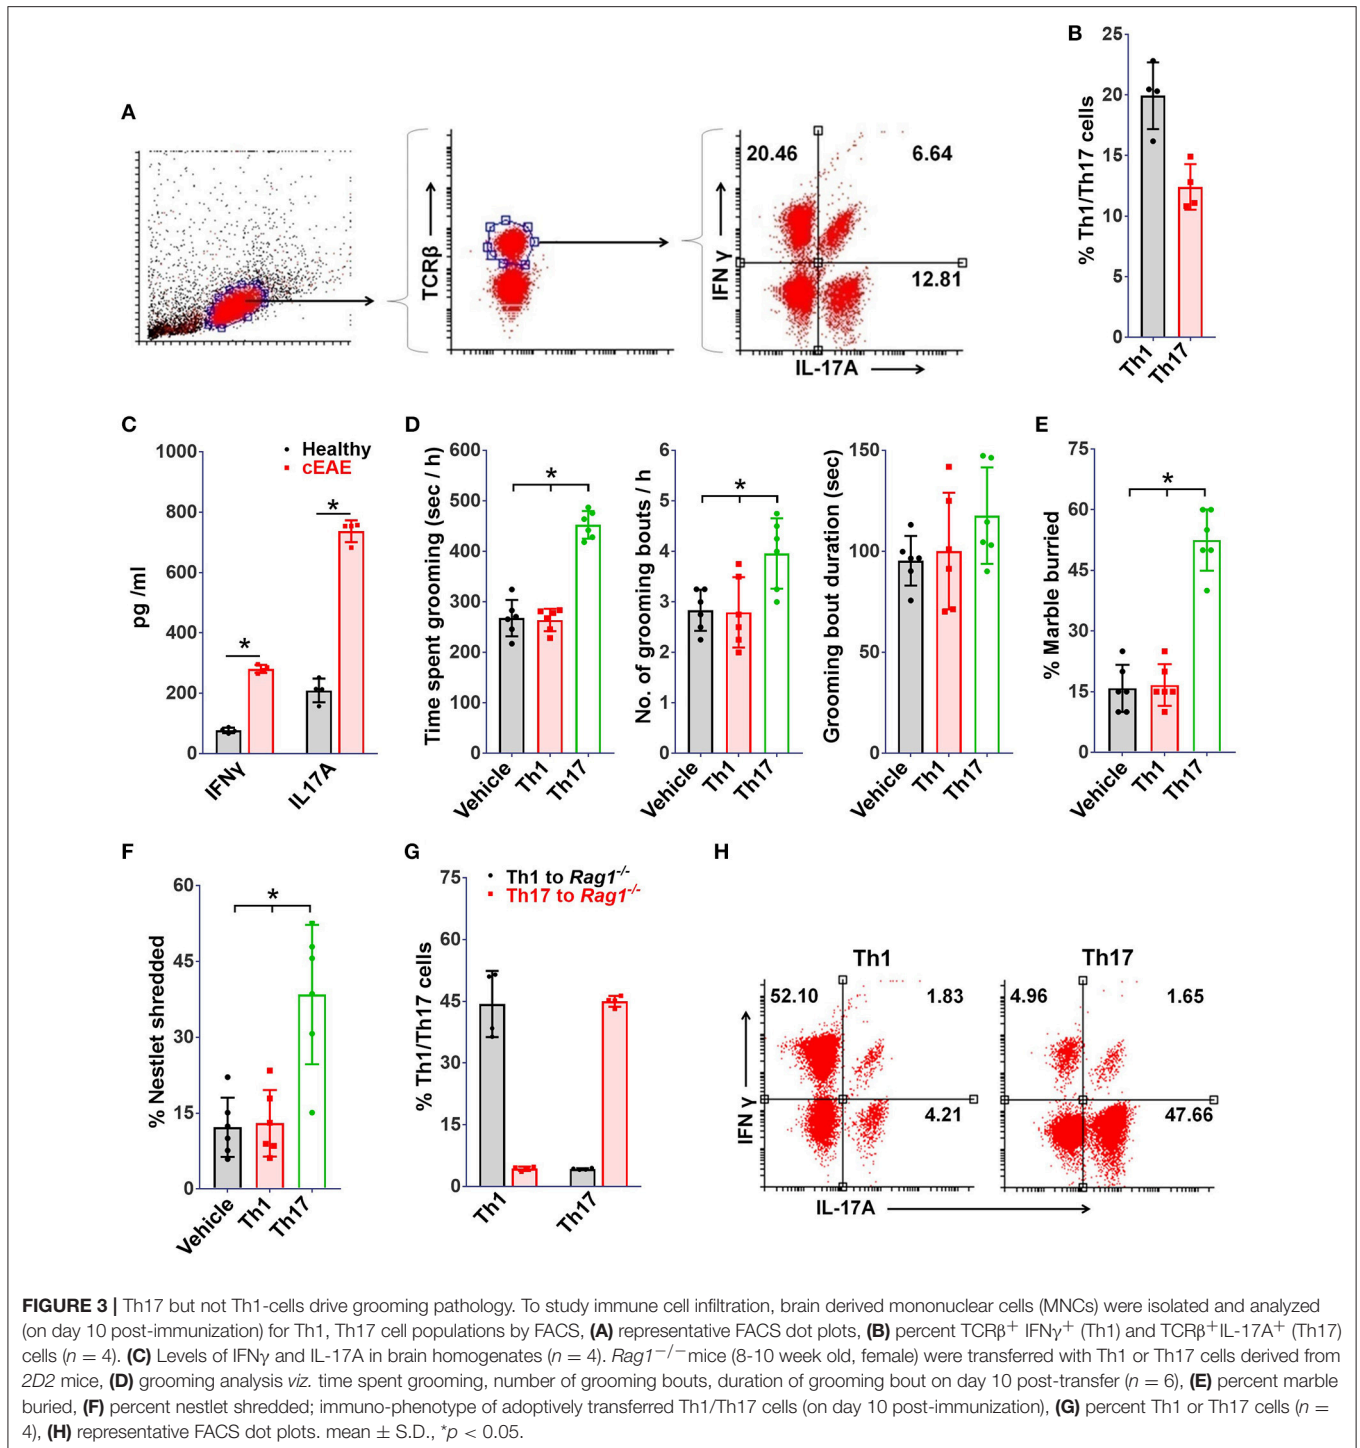 A
TCRβ
20.46
6.64
IFN γ
12.81
IL-17A
B
% Th1/Th17 cells
25
20
15
10
5
0
Th1
Th17
C
Healthy
cEAE
pg /ml
1000
800
600
400
200
0
*
*
IFNγ
IL17A
D
Time spent grooming (sec / h)
600
500
400
300
200
100
0
*
Vehicle
Th1
Th17
No. of grooming bouts / h
6
5
4
3
2
1
0
*
Vehicle
Th1
Th17
Grooming bout duration (sec)
150
100
50
0
Vehicle
Th1
Th17
E
% Marble burried
75
60
45
30
15
0
*
Vehicle
Th1
Th17
F
% Nestlet shredded
60
45
30
15
0
*
Vehicle
Th1
Th17
G
Th1 to Rag1-/-
Th17 to Rag1-/-
% Th1/Th17 cells
75
60
45
30
15
0
Th1
Th17
H
Th1
52.10
1.83
4.21
IFN γ
Th17
4.96
1.65
47.66
IL-17A
FIGURE 3 | Th17 but not Th1-cells drive grooming pathology. To study immune cell infiltration, brain derived mononuclear cells (MNCs) were isolated and analyzed
(on day 10 post-immunization) for Th1, Th17 cell populations by FACS, (A) representative FACS dot plots, (B) percent TCRβ+ IFNγ+ (Th1) and TCRβ+IL-17A+ (Th17)
cells (n = 4). (C) Levels of IFNγ and IL-17A in brain homogenates (n = 4). Rag1−/−mice (8-10 week old, female) were transferred with Th1 or Th17 cells derived from
2D2 mice, (D) grooming analysis viz. time spent grooming, number of grooming bouts, duration of grooming bout on day 10 post-transfer (n = 6), (E) percent marble
buried, (F) percent nestlet shredded; immuno-phenotype of adoptively transferred Th1/Th17 cells (on day 10 post-immunization), (G) percent Th1 or Th17 cells (n =
4), (H) representative FACS dot plots. mean ± S.D., *p < 0.05.